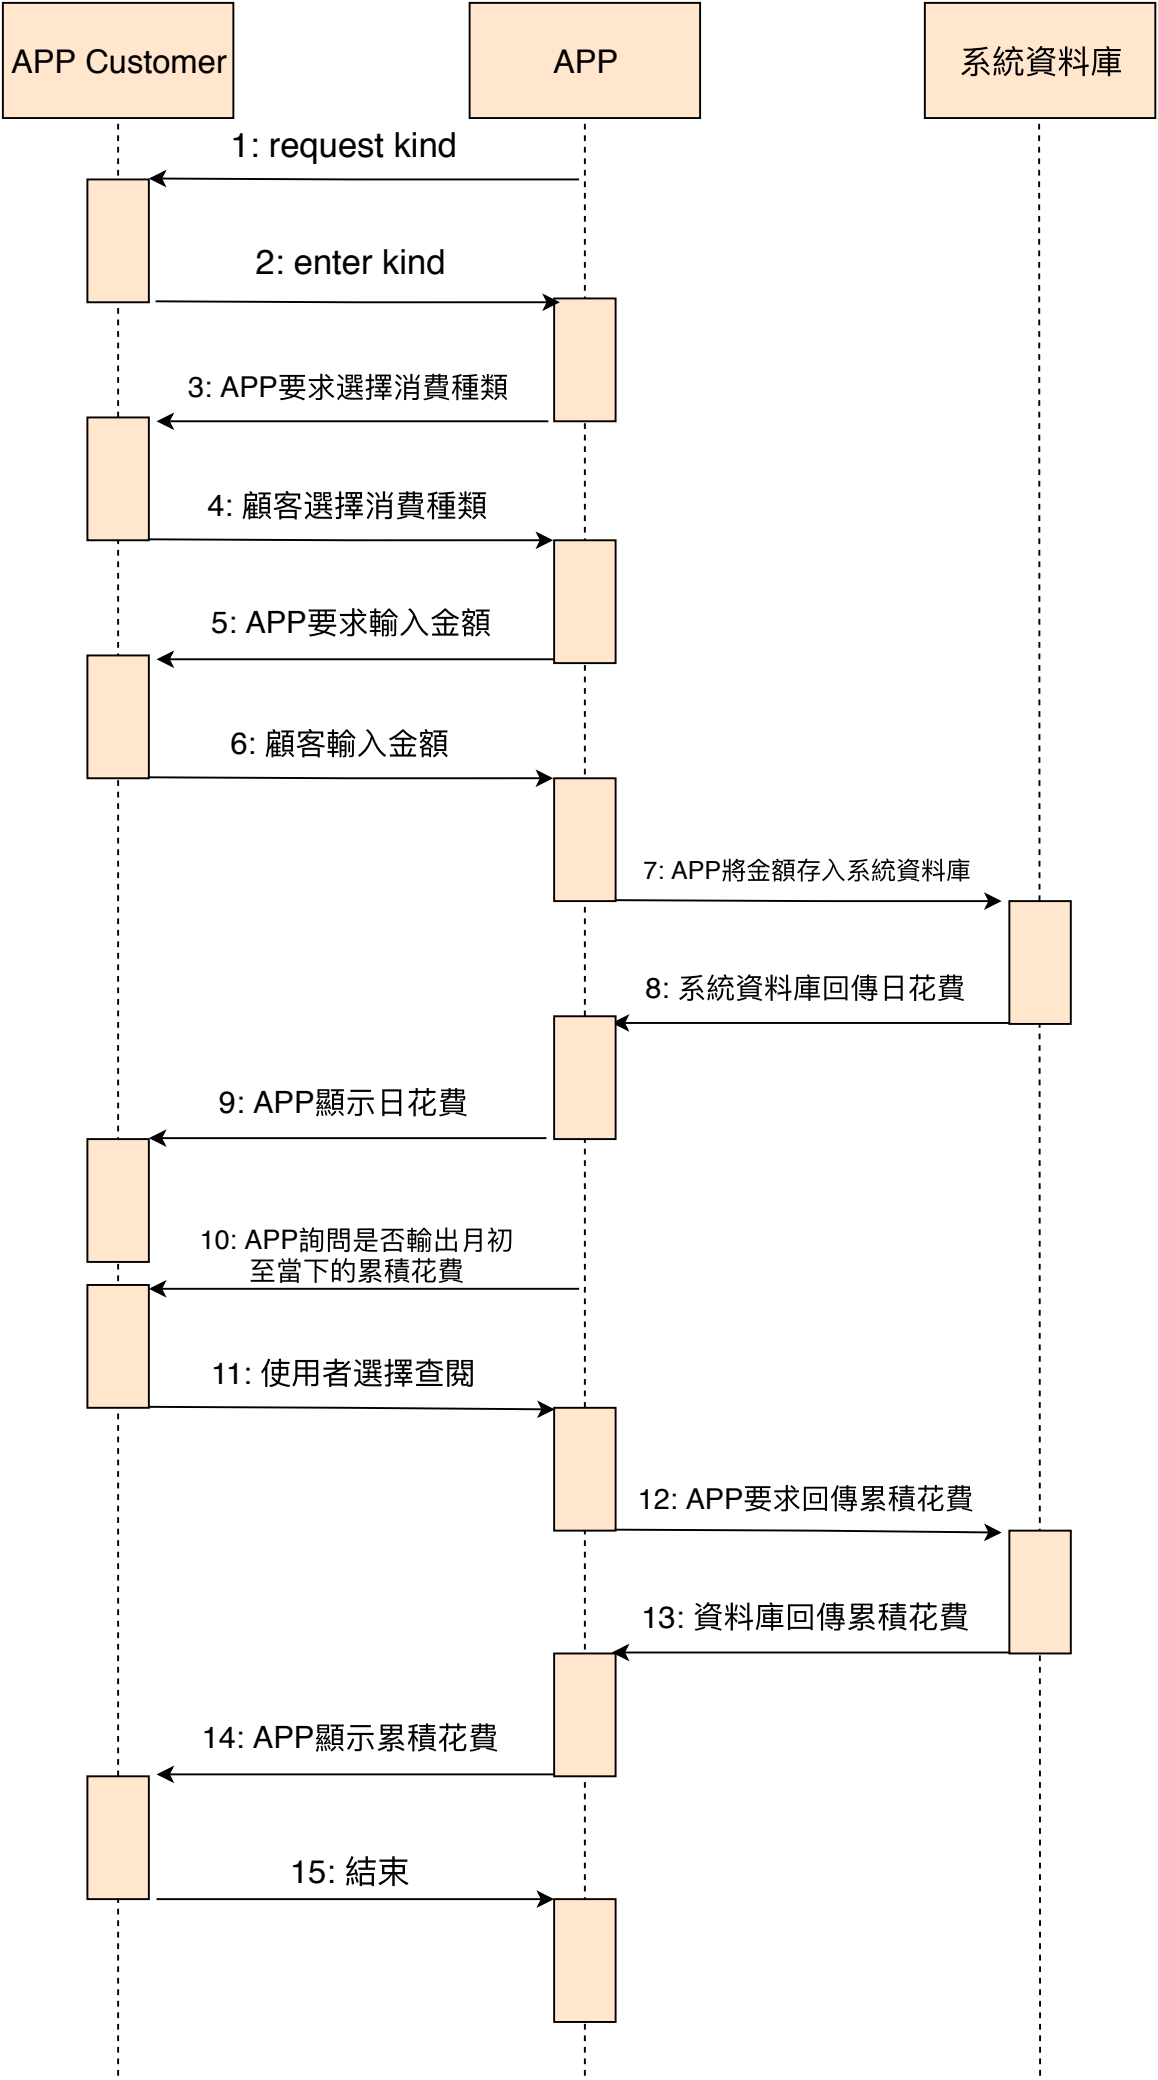 APP Customer
APP
系統資料庫
1: request kind
2: enter kind
3: APP要求選擇消費種類
4: 顧客選擇消費種類
5: APP要求輸入金額
6: 顧客輸入金額
7: APP將金額存入系統資料庫
8: 系統資料庫回傳日花費
9: APP顯示日花費
10: APP詢問是否輸出月初
至當下的累積花費
11: 使用者選擇查閱
12: APP要求回傳累積花費
13: 資料庫回傳累積花費
14: APP顯示累積花費
15: 結束